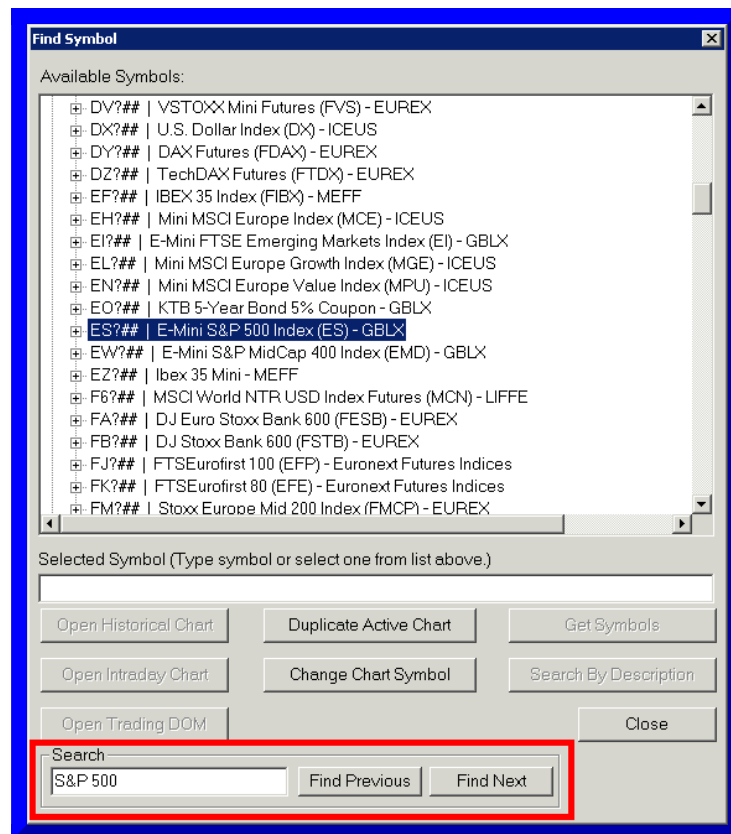 Find Symbol
Available Symbols:
DV?## | VSTOXX Mini Futures (FVS) - EUREX
DX?## | U.S. Dollar Index (DX) - ICEUS
DY?## | DAX Futures (FDAX) - EUREX
DZ?## | TechDAX Futures (FTDX) - EUREX
EF?## | IBEX 35 Index (FIBX) - MEFF
EH?## | Mini MSCI Europe Index (MCE) - ICEUS
EI?## | E-Mini FTSE Emerging Markets Index (EI) - GBLX
EL?## | Mini MSCI Europe Growth Index (MGE) - ICEUS
EN?## | Mini MSCI Europe Value Index (MPU) - ICEUS
EO?## | KTB 5-Year Bond 5% Coupon - GBLX
ES?## | E-Mini S&P 500 Index (ES) - GBLX
EW?## | E-Mini S&P MidCap 400 Index (EMD) - GBLX
EZ?## | Ibex 35 Mini - MEFF
F6?## | MSCI World NTR USD Index Futures (MCN) - LIFFE
FA?## | DJ Euro Stoxx Bank 600 (FESB) - EUREX
FB?## | DJ Stoxx Bank 600 (FSTB) - EUREX
FJ?## | FTSEurofirst 100 (EFP) - Euronext Futures Indices
FK?## | FTSEurofirst 80 (EFE) - Euronext Futures Indices
FM?## | Stoxx Europe Mid 200 Index (FMCP) - EUREX
Selected Symbol (Type symbol or select one from list above.)
Open Historical Chart Duplicate Active Chart Get Symbols
Open Intraday Chart Change Chart Symbol Search By Description
Open Trading DOM Close
Search
S&P 500 Find Previous Find Next